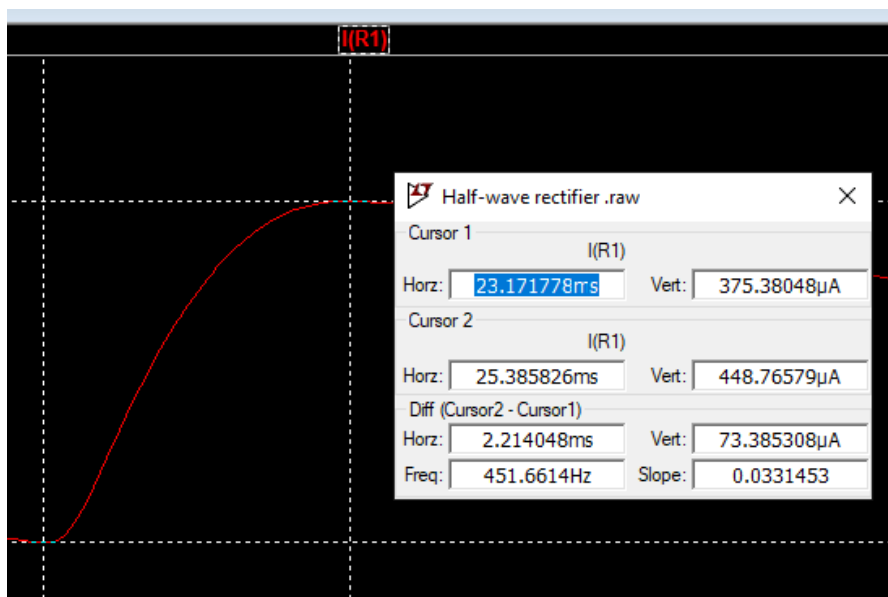 I(R1)
Half-wave rectifier .raw
Cursor 1
I(R1)
Horz: 23.171778ms Vert: 375.38048µA
Cursor 2
I(R1)
Horz: 25.385826ms Vert: 448.76579µA
Diff (Cursor2 - Cursor1)
Horz: 2.214048ms Vert: 73.385308µA
Freq: 451.6614Hz Slope: 0.0331453